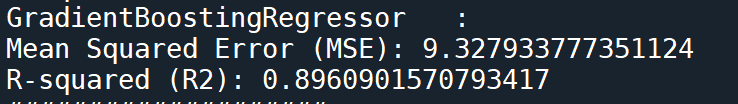 GradientBoostingRegressor   :
Mean Squared Error (MSE): 9.327933777351124
R-squared (R2): 0.8960901570793417